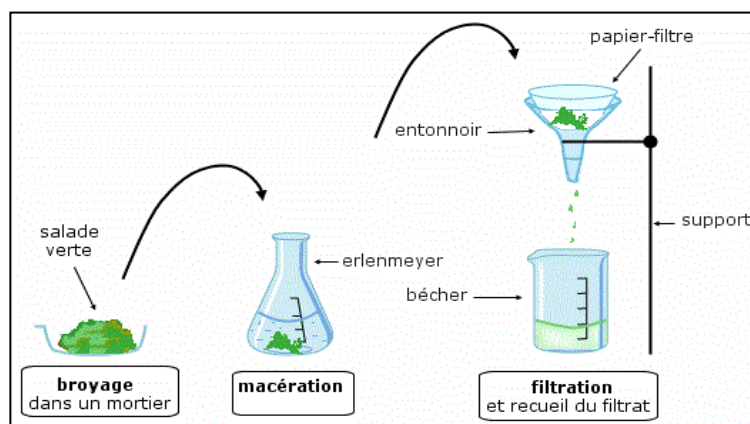 papier-filtre
entonnoir
salade
verte
support
erlenmeyer
bécher
broyage
dans un mortier
macération
filtration
et recueil du filtrat